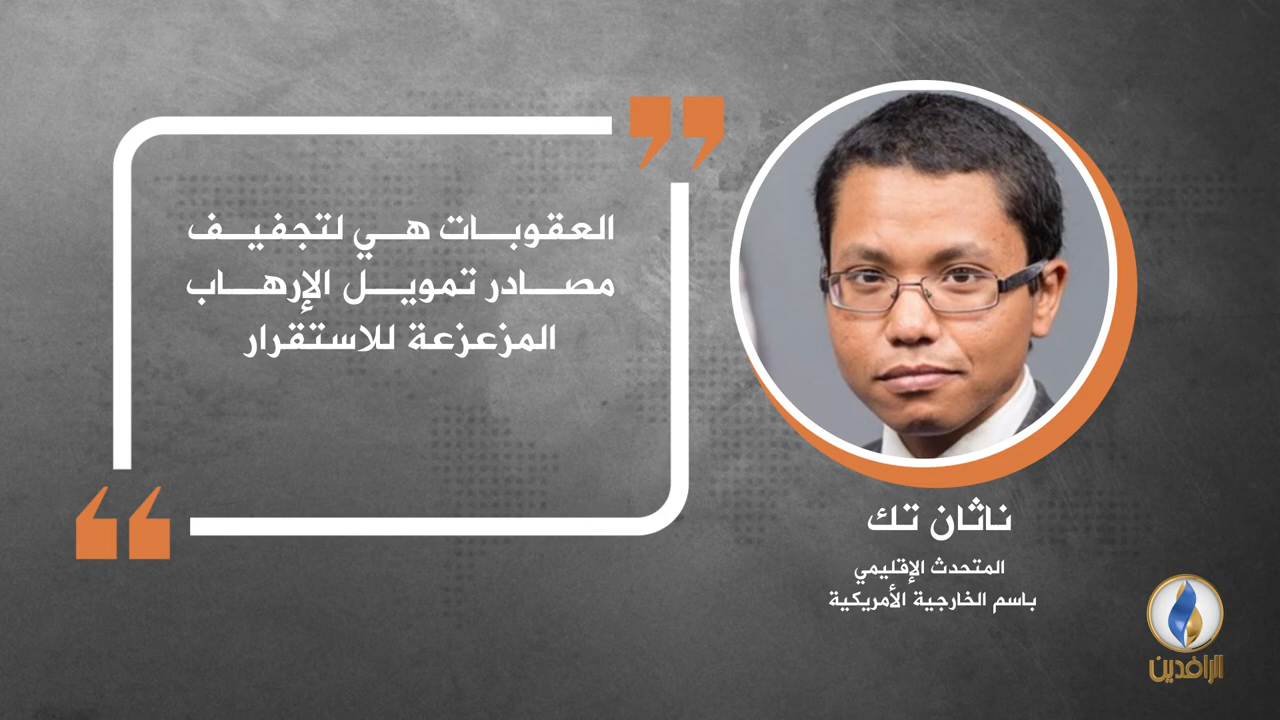 العقوبات هي لتجفيف
مصادر تمويل الإرهاب
المزعزعة للاستقرار
ناثان تك
المتحدث الإقليمي
باسم الخارجية الأمريكية
الرافدين